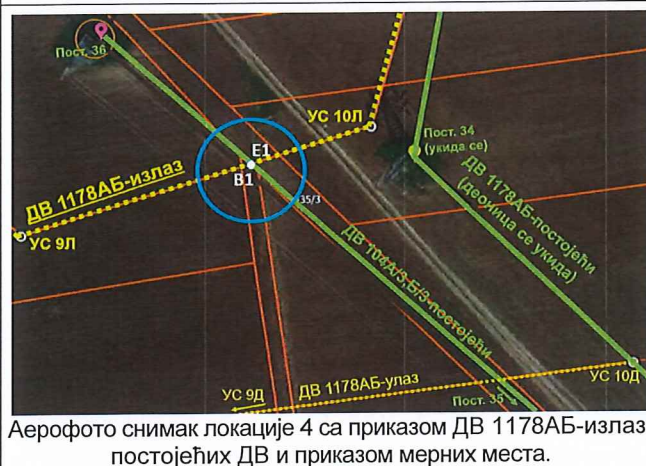 Пост. 36
УС 10Л
Пост. 34
(укида се)
Е1
В1
ДВ 1178АБ-излаз
ДВ 1178АБ-постојећи
(деоница се укида)
35/3
УС 9Л
ДВ 104А/3,Б/3-постојећи
УС 9Д
ДВ 1178АБ-улаз
УС 10Д
Пост. 35
Аерофото снимак локације 4 са приказом ДВ 1178АБ-излаз
постојећих ДВ и приказом мерних места.